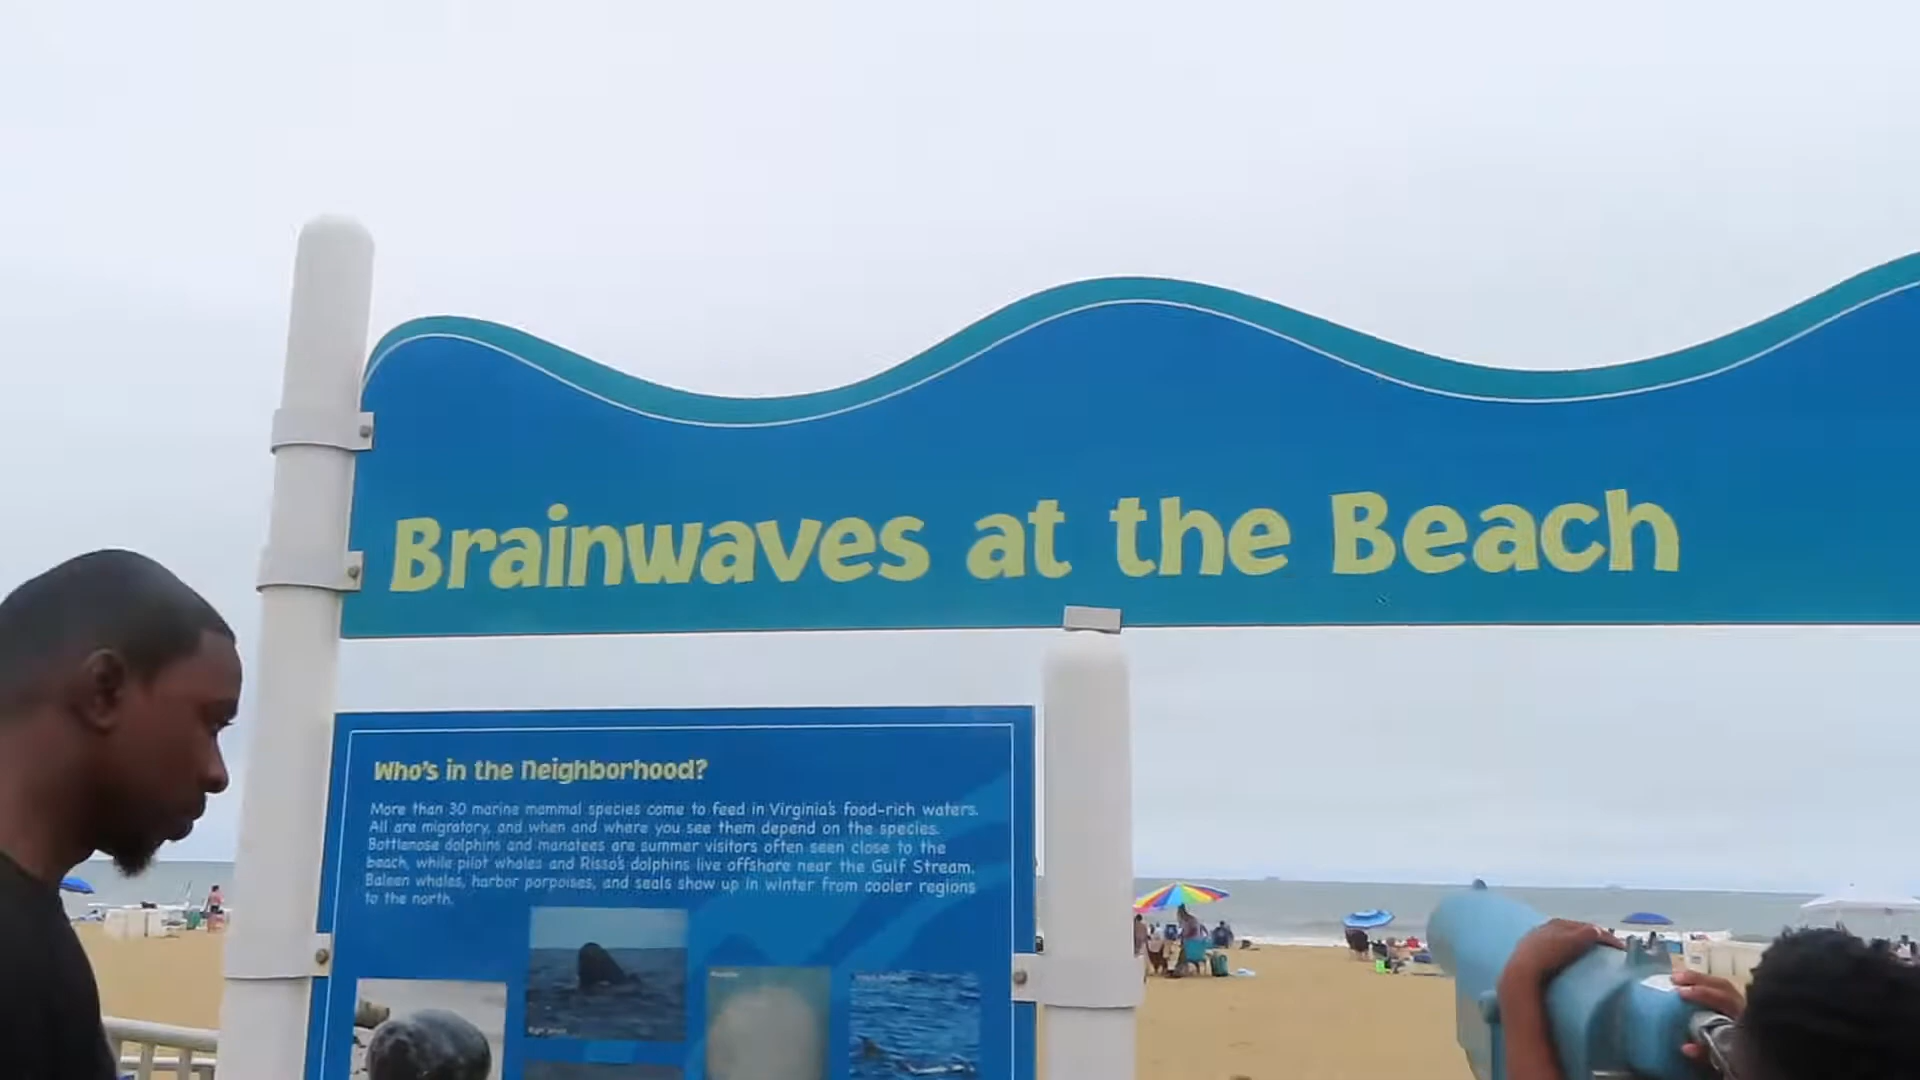 Brainwaves at the Beach
Who's in the Neighborhood?
More than 30 marine mammal species come to feed in Virginia's food-rich waters.
All are migratory, and when and where you see them depend on the species.
Bottlenose dolphins and manatees are summer visitors often seen close to the
beach, while pilot whales and Risso's dolphins live offshore near the Gulf Stream.
Baleen whales, harbor porpoises, and seals show up in winter from cooler regions
to the north.